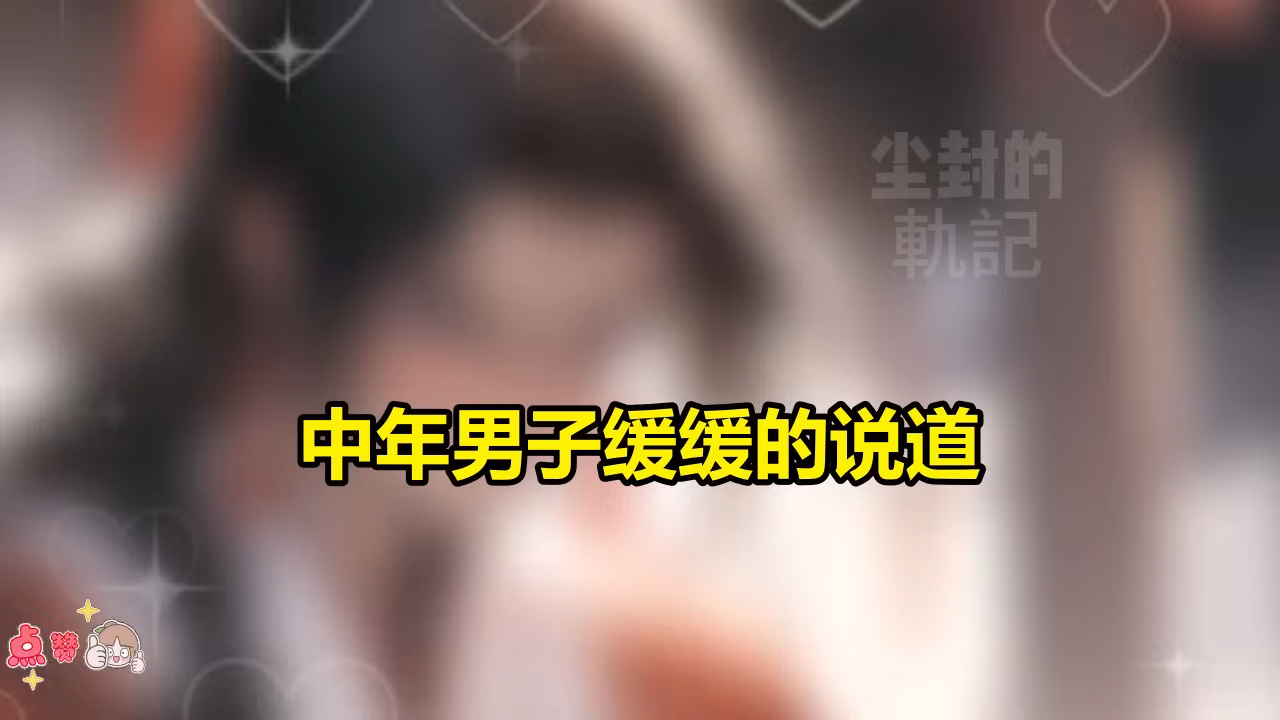 尘封的
軌記
中年男子缓缓的说道
点赞